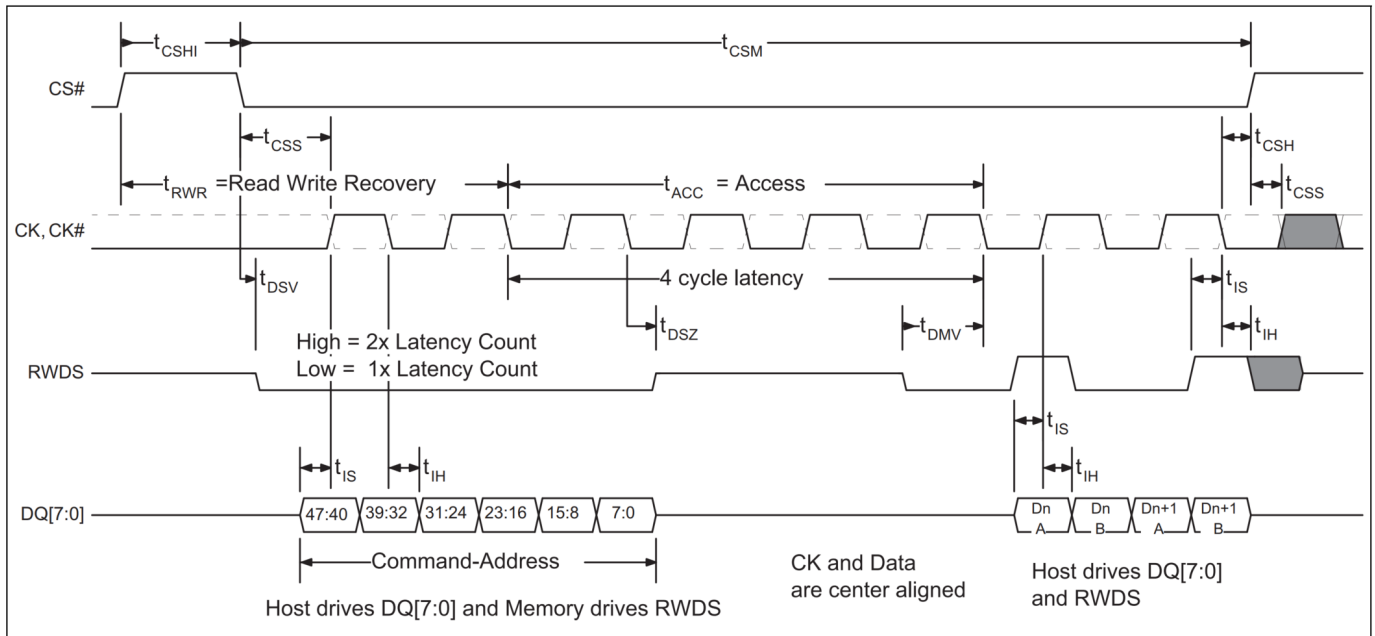 tCSHI
tCSM
CS#
tCSS
tCSH
tRWR =Read Write Recovery
tACC = Access
tCSS
CK, CK#
tDSV
4 cycle latency
tIS
tDSZ
tDMV
tIH
High = 2x Latency Count
Low = 1x Latency Count
RWDS
tIS
tIS
tIH
tIH
DQ[7:0]
47:40 39:32 31:24 23:16 15:8 7:0
Dn Dn Dn+1 Dn+1
A B A B
Command-Address
CK and Data
are center aligned
Host drives DQ[7:0]
and RWDS
Host drives DQ[7:0] and Memory drives RWDS